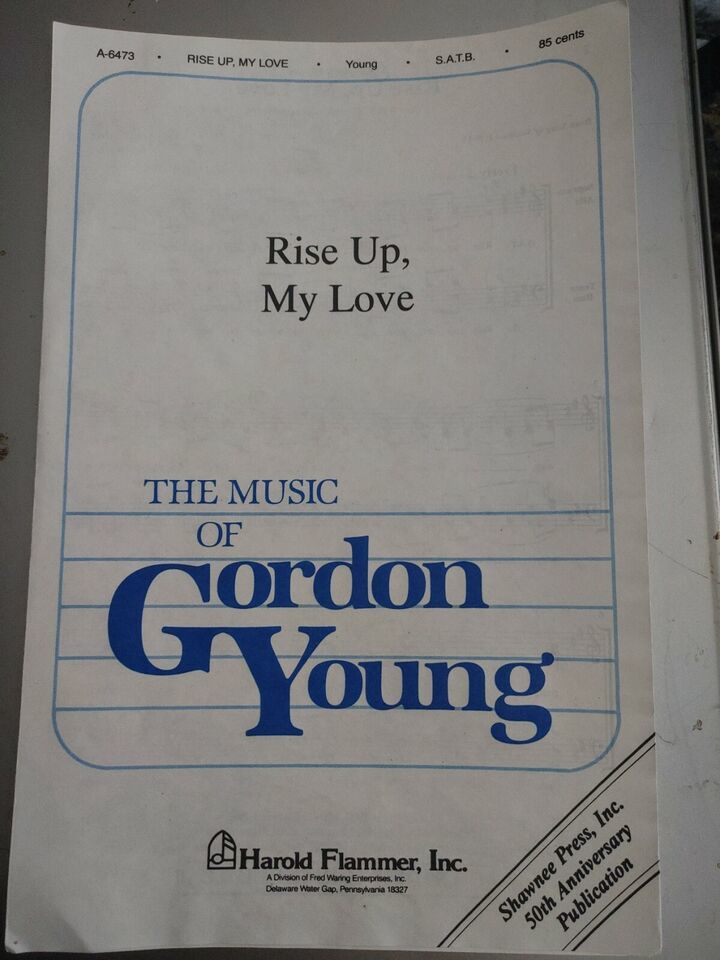 A-6473 • RISE UP, MY LOVE • Young • S.A.T.B. • 85 cents
Rise Up,
My Love
THE MUSIC
OF
Gordon
Young
Harold Flammer, Inc.
A Division of Fred Waring Enterprises, Inc.
Delaware Water Gap, Pennsylvania 18327
Shawnee Press, Inc.
50th Anniversary
Publication